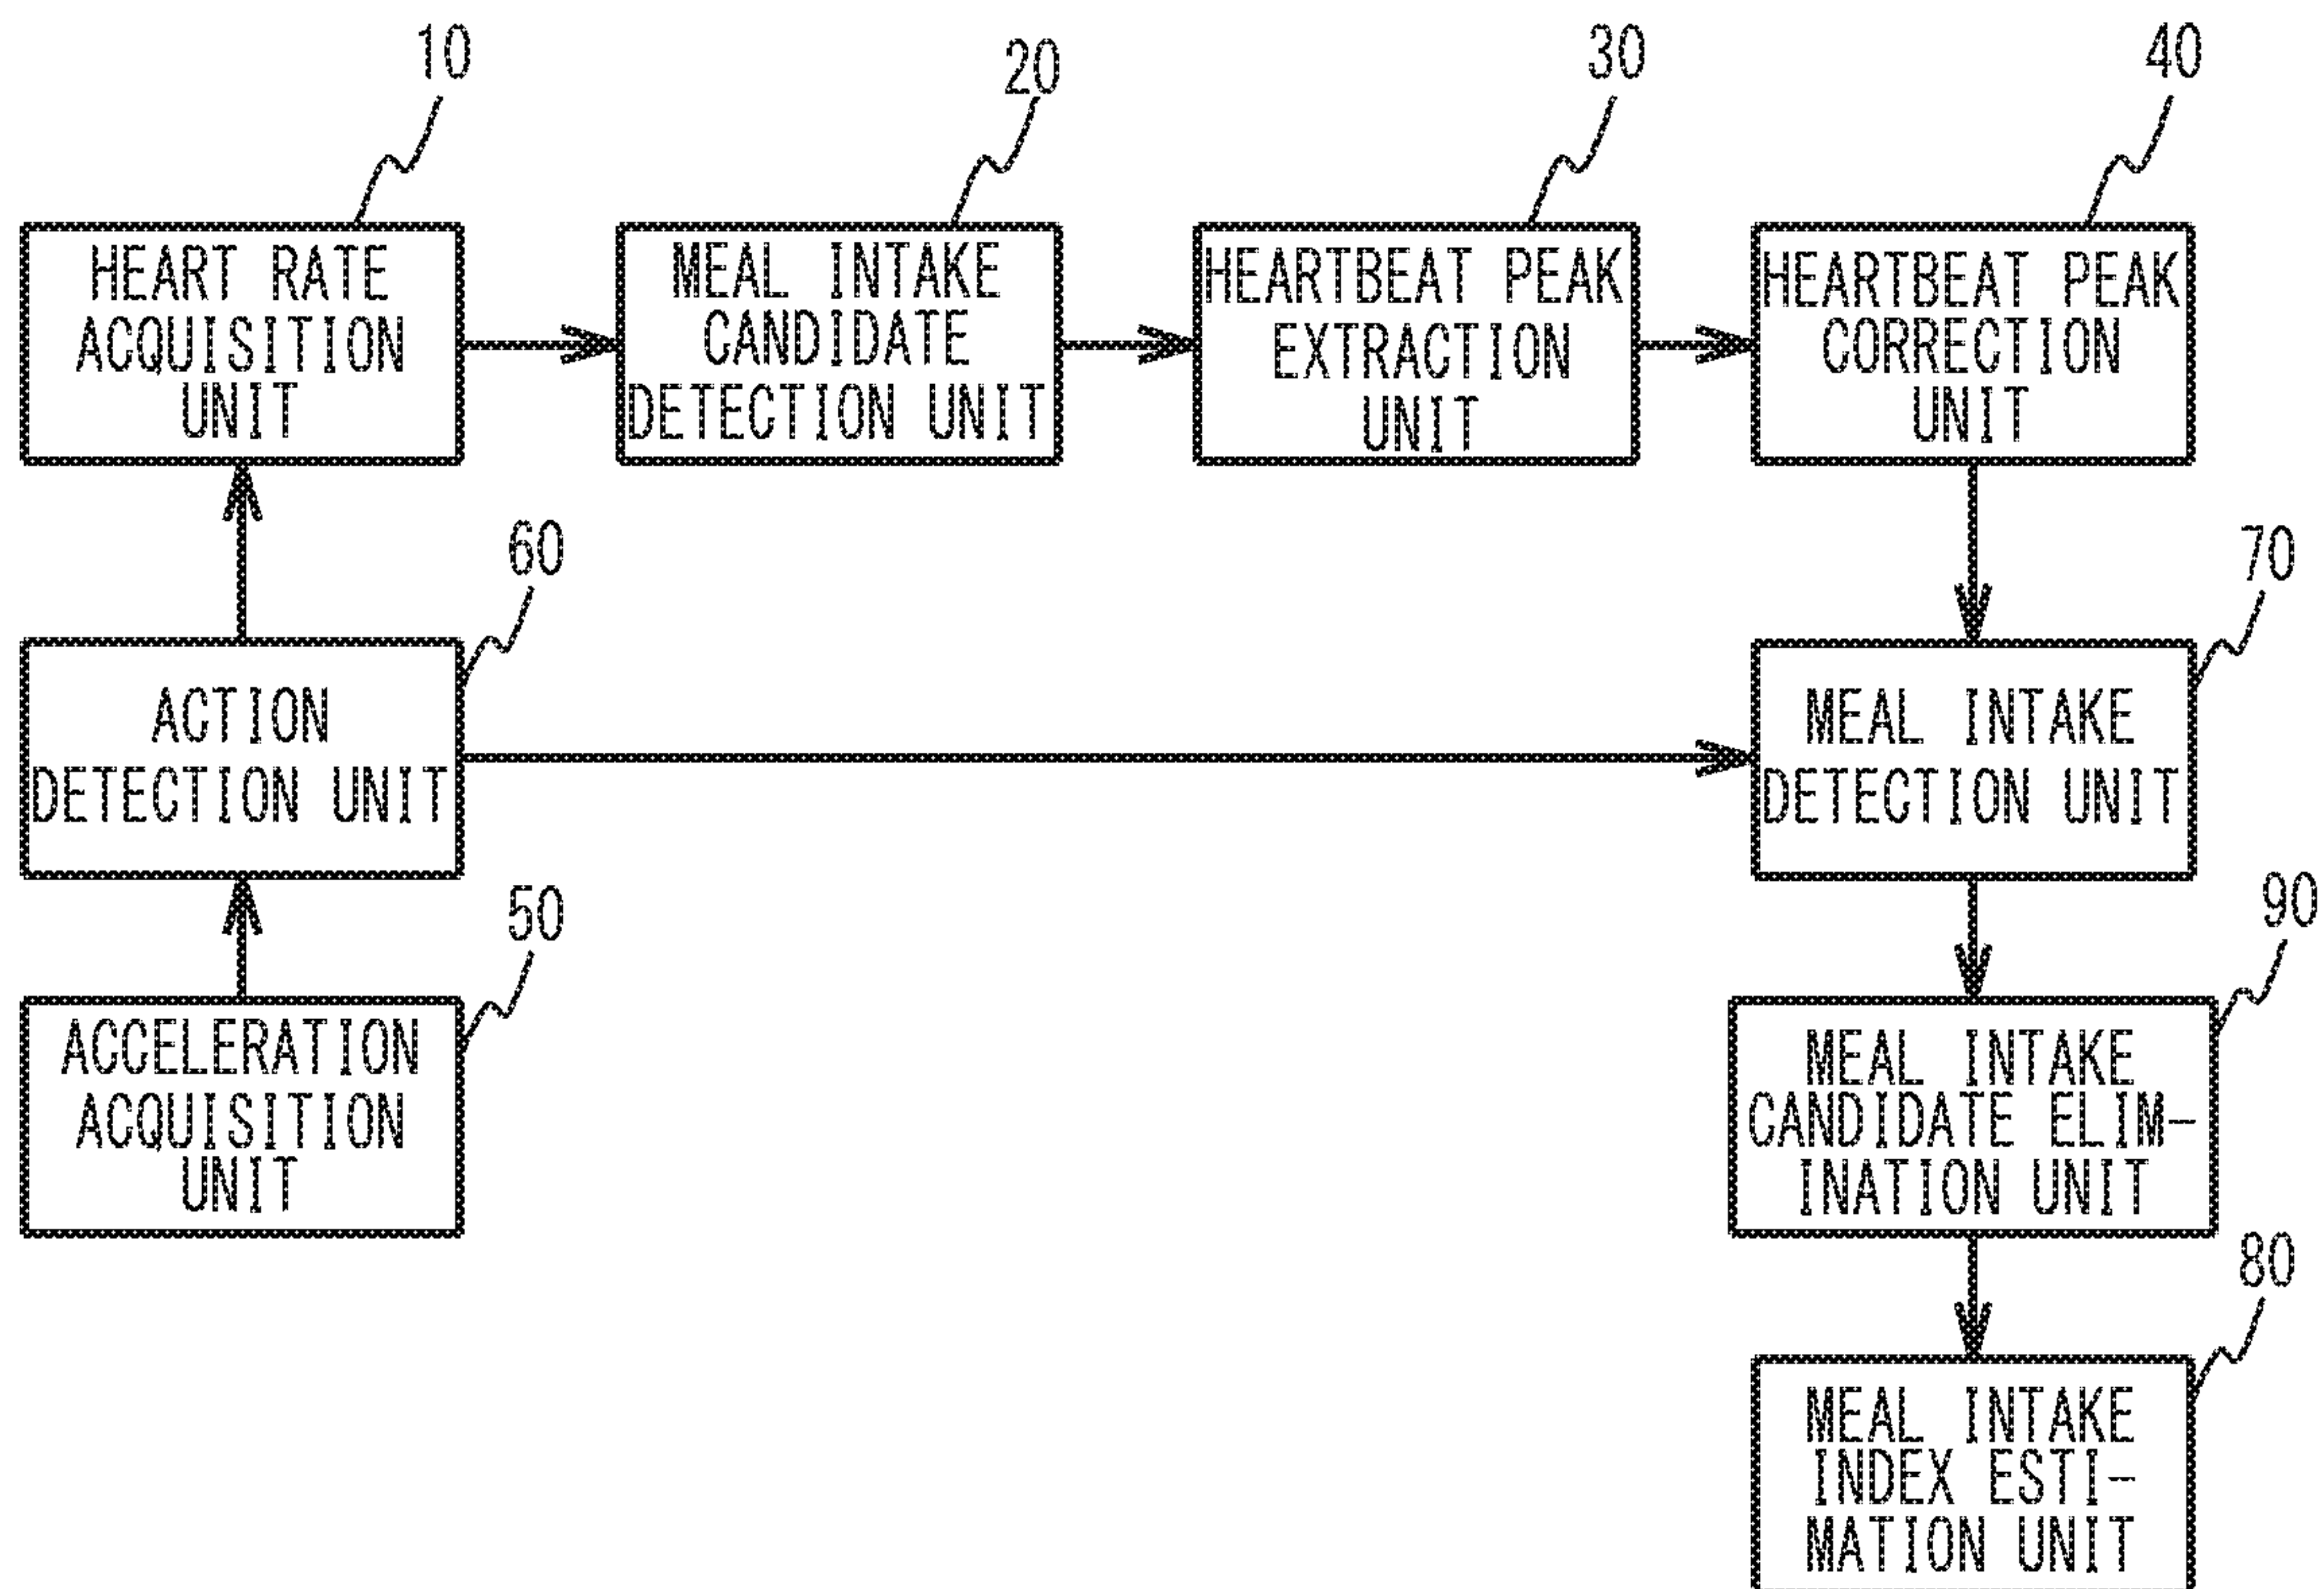 10
20
30
40
HEART RATE
ACQUISITION
UNIT
MEAL INTAKE
CANDIDATE
DETECTION UNIT
HEARTBEAT PEAK
EXTRACTION
UNIT
HEARTBEAT PEAK
CORRECTION
UNIT
60
70
ACTION
DETECTION UNIT
MEAL INTAKE
DETECTION UNIT
50
90
ACCELERATION
ACQUISITION
UNIT
MEAL INTAKE
CANDIDATE ELIM-
INATION UNIT
80
MEAL INTAKE
INDEX ESTI-
MATION UNIT